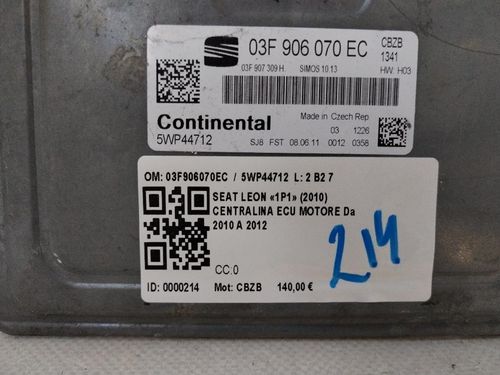 03F 906 070 EC
CBZB
1341
03F 907 309 H
SIMOS 10.13
HW: H03
Continental
Made in Czech Rep
5WP44712
03 1226
SJ8 FST 08.06.11 0012 0358
OM: 03F906070EC / 5WP44712 L: 2 B2 7
SEAT LEON «1P1» (2010)
CENTRALINA ECU MOTORE Da
2010 A 2012
214
CC:0
ID: 0000214 Mot: CBZB 140,00 €